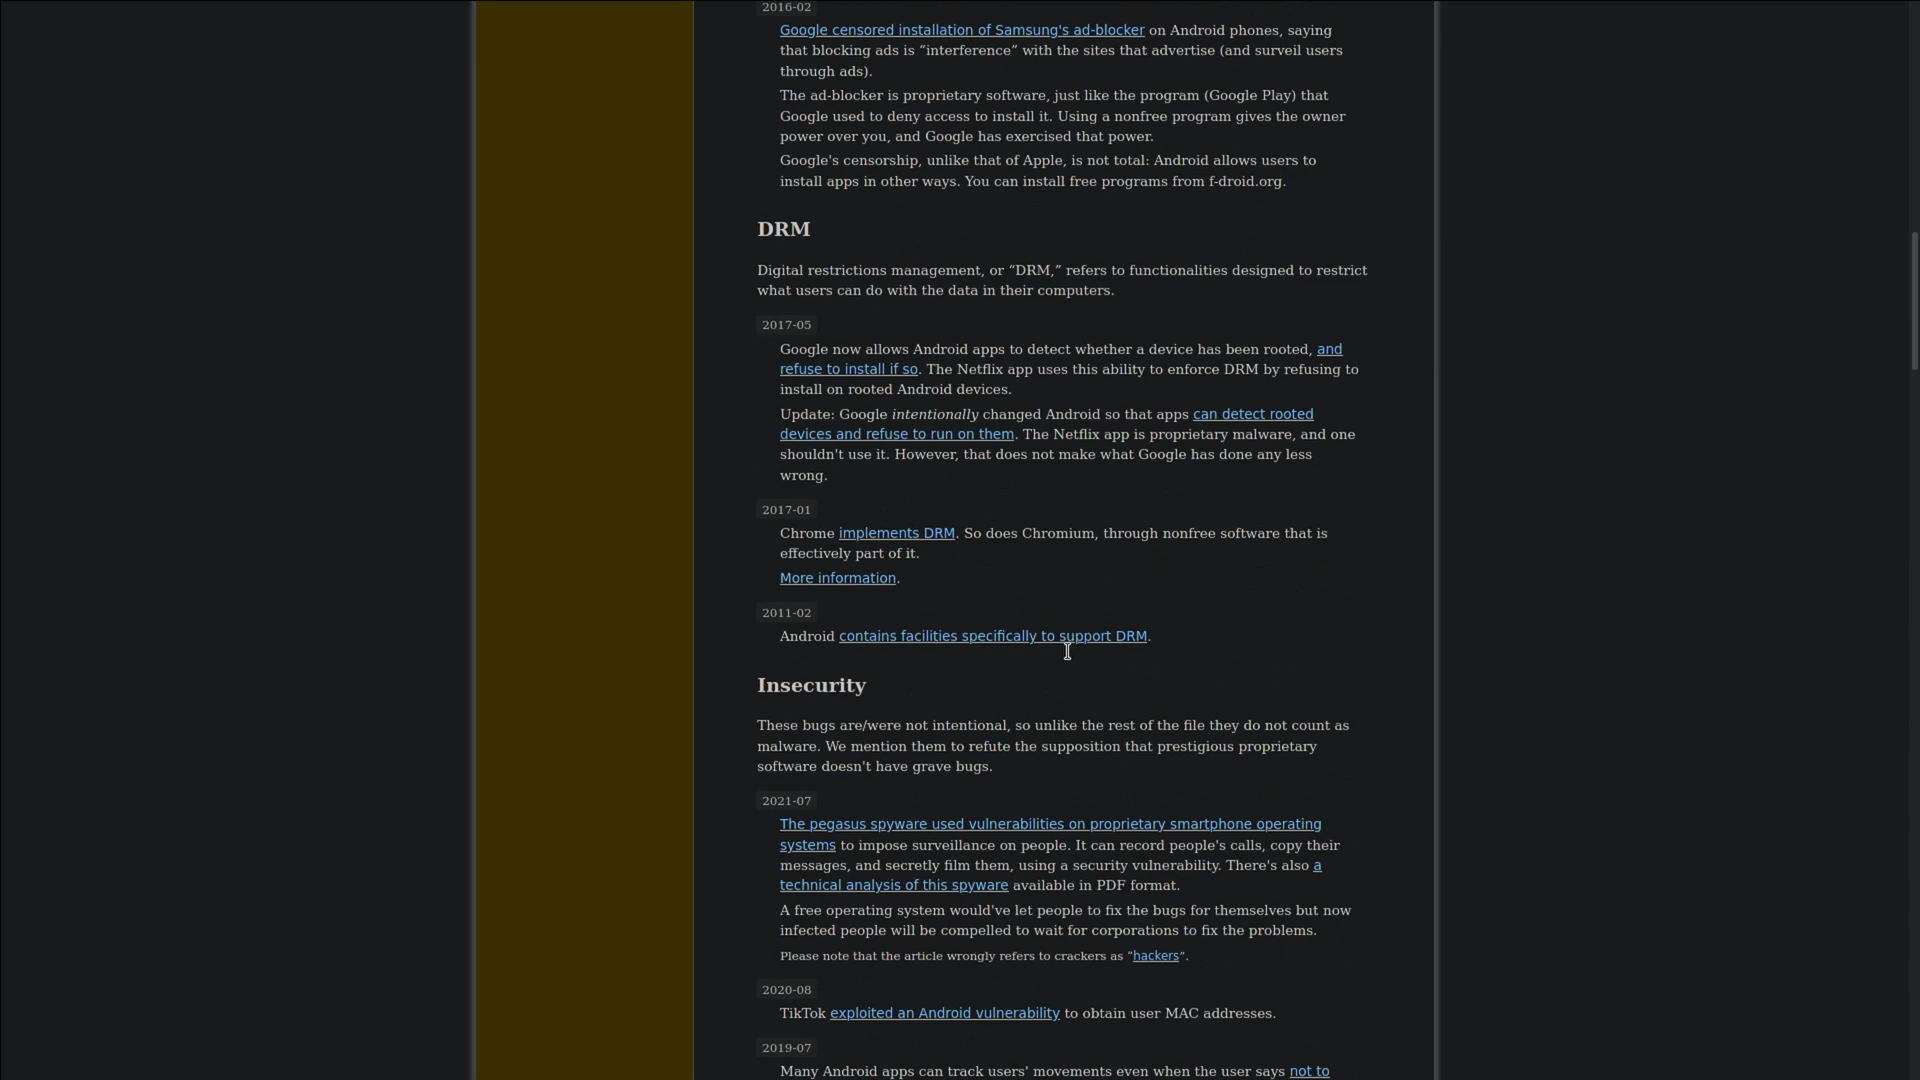 2016-02
Google censored installation of Samsung's ad-blocker on Android phones, saying
that blocking ads is “interference” with the sites that advertise (and surveil users
through ads).
The ad-blocker is proprietary software, just like the program (Google Play) that
Google used to deny access to install it. Using a nonfree program gives the owner
power over you, and Google has exercised that power.
Google's censorship, unlike that of Apple, is not total: Android allows users to
install apps in other ways. You can install free programs from f-droid.org.
DRM
Digital restrictions management, or “DRM,” refers to functionalities designed to restrict
what users can do with the data in their computers.
2017-05
Google now allows Android apps to detect whether a device has been rooted, and
refuse to install if so. The Netflix app uses this ability to enforce DRM by refusing to
install on rooted Android devices.
Update: Google intentionally changed Android so that apps can detect rooted
devices and refuse to run on them. The Netflix app is proprietary malware, and one
shouldn't use it. However, that does not make what Google has done any less
wrong.
2017-01
Chrome implements DRM. So does Chromium, through nonfree software that is
effectively part of it.
More information.
2011-02
Android contains facilities specifically to support DRM.
Insecurity
These bugs are/were not intentional, so unlike the rest of the file they do not count as
malware. We mention them to refute the supposition that prestigious proprietary
software doesn't have grave bugs.
2021-07
The pegasus spyware used vulnerabilities on proprietary smartphone operating
systems to impose surveillance on people. It can record people's calls, copy their
messages, and secretly film them, using a security vulnerability. There's also a
technical analysis of this spyware available in PDF format.
A free operating system would've let people to fix the bugs for themselves but now
infected people will be compelled to wait for corporations to fix the problems.
Please note that the article wrongly refers to crackers as “hackers”.
2020-08
TikTok exploited an Android vulnerability to obtain user MAC addresses.
2019-07
Many Android apps can track users' movements even when the user says not to